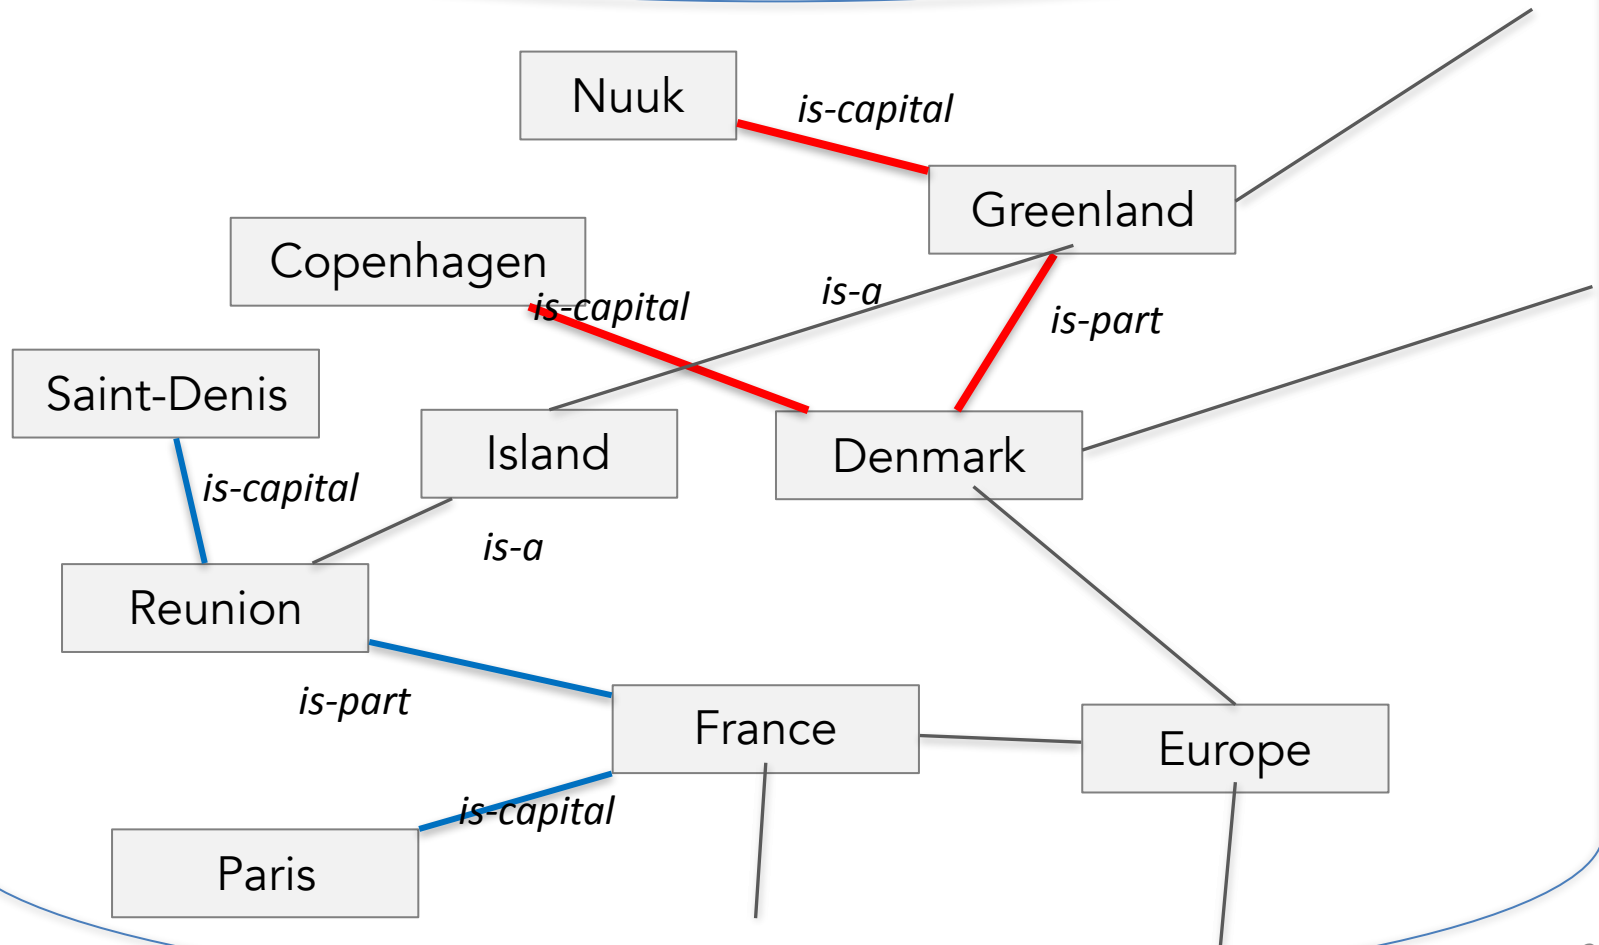 Nuuk
is-capital
Greenland
Copenhagen
is-capital
is-a
is-part
Saint-Denis
Island
Denmark
is-capital
is-a
Reunion
is-part
France
Europe
is-capital
Paris